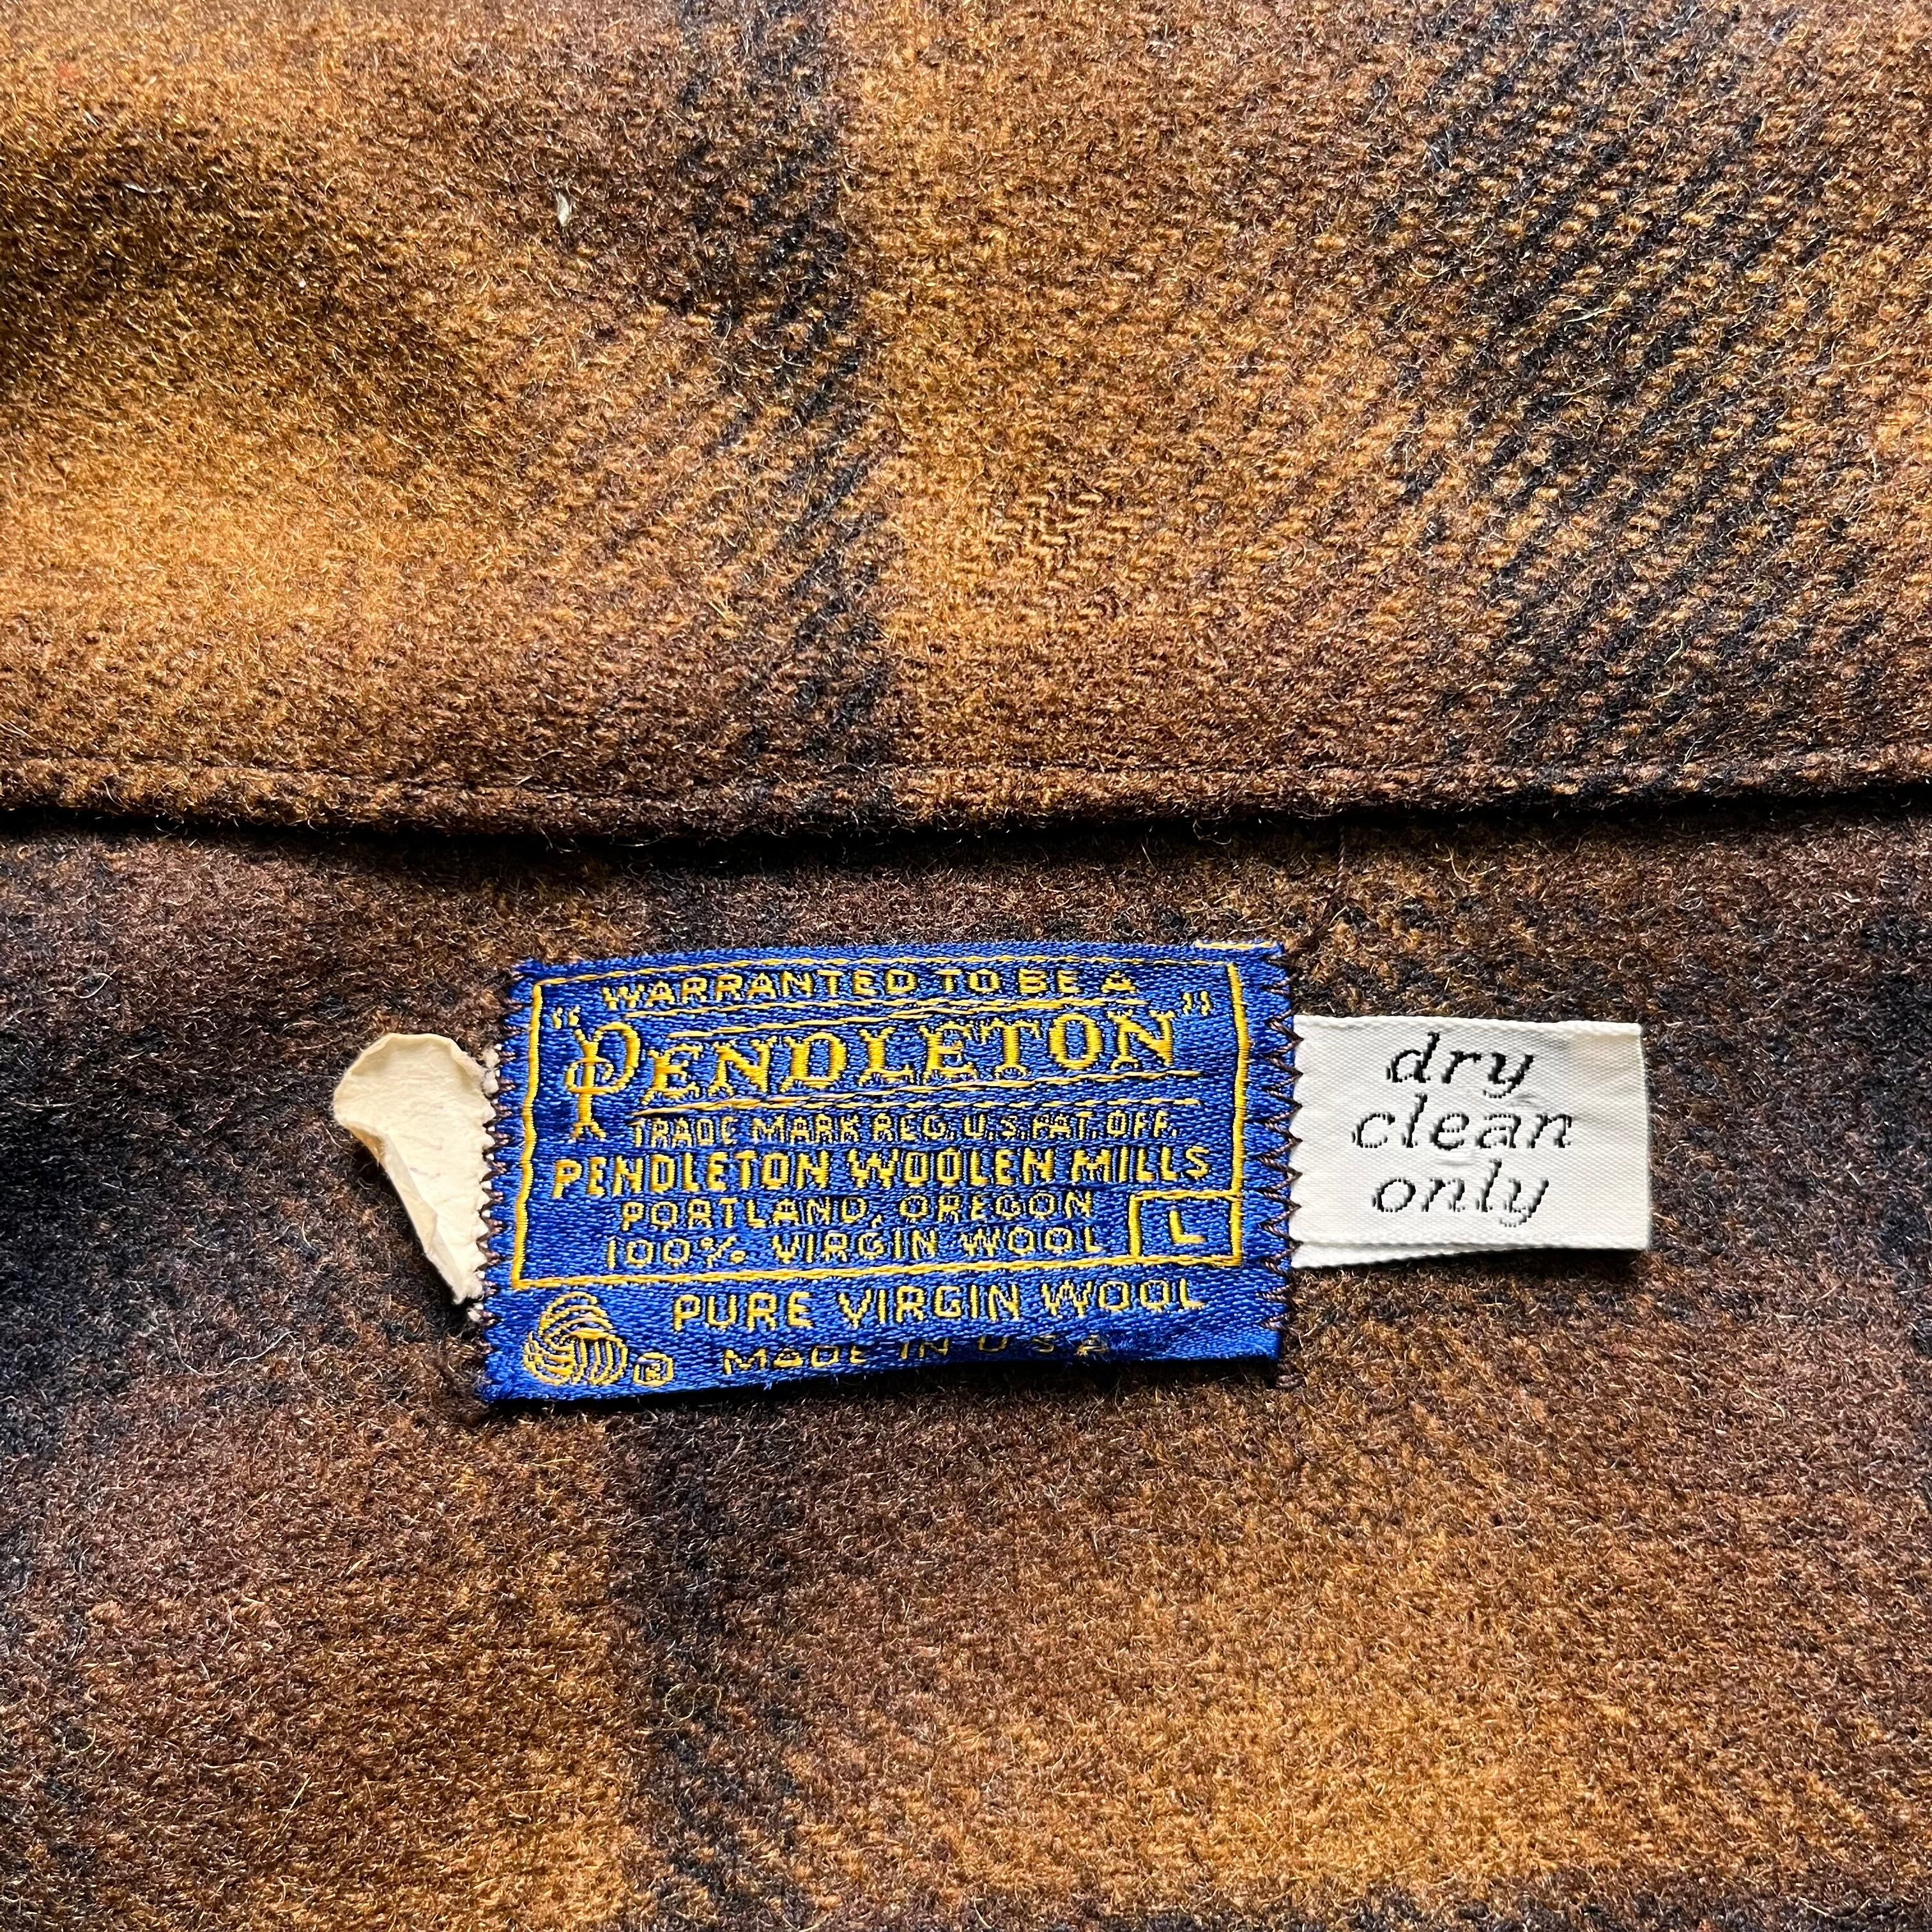 WARRANTED TO BE A
"PENDLETON"
TRADE MARK REG. U.S. PAT. OFF.
PENDLETON WOOLEN MILLS
PORTLAND, OREGON
100% VIRGIN WOOL
L
PURE VIRGIN WOOL
® MADE IN U S A
dry
clean
only